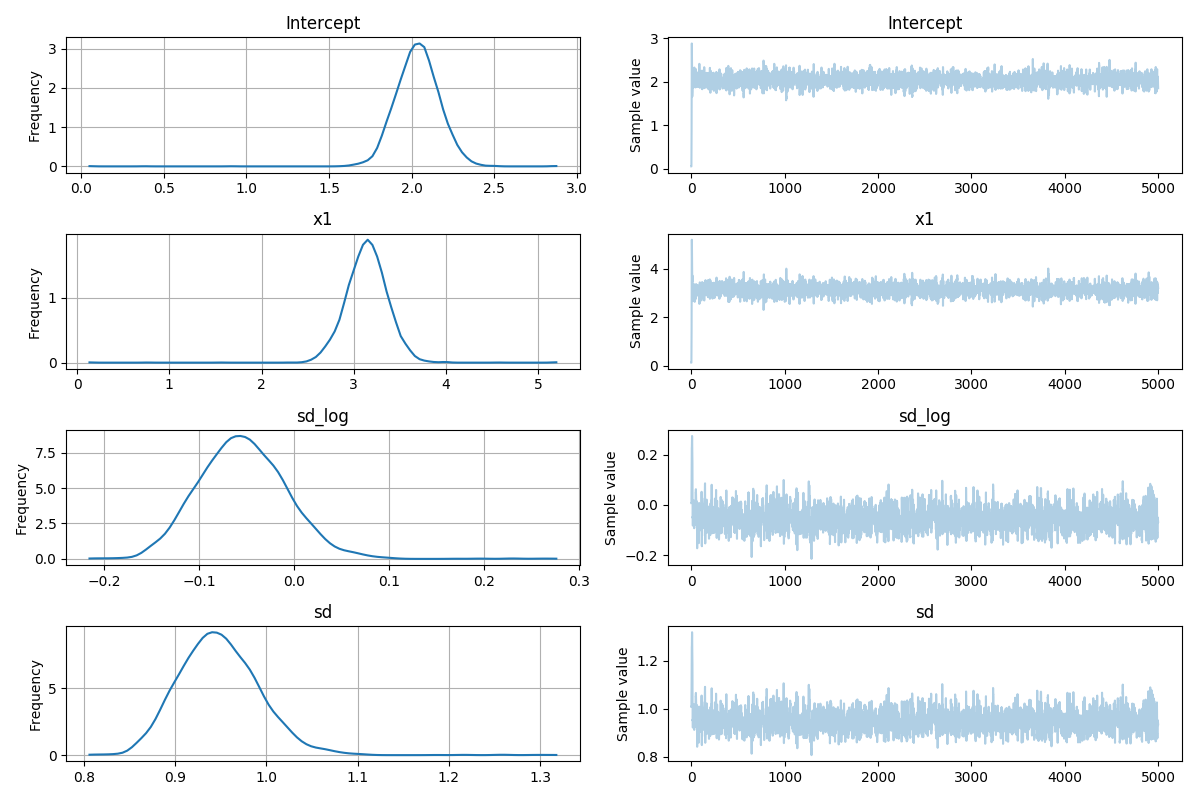 Intercept
Frequency
3
2
1
0
0.0 0.5 1.0 1.5 2.0 2.5 3.0
Intercept
Sample value
3
2
1
0
0 1000 2000 3000 4000 5000
x1
Frequency
1
0
0 1 2 3 4 5
x1
Sample value
4
2
0
0 1000 2000 3000 4000 5000
sd_log
Frequency
7.5
5.0
2.5
0.0
−0.2 −0.1 0.0 0.1 0.2 0.3
sd_log
Sample value
0.2
0.0
−0.2
0 1000 2000 3000 4000 5000
sd
Frequency
5
0
0.8 0.9 1.0 1.1 1.2 1.3
sd
Sample value
1.2
1.0
0.8
0 1000 2000 3000 4000 5000